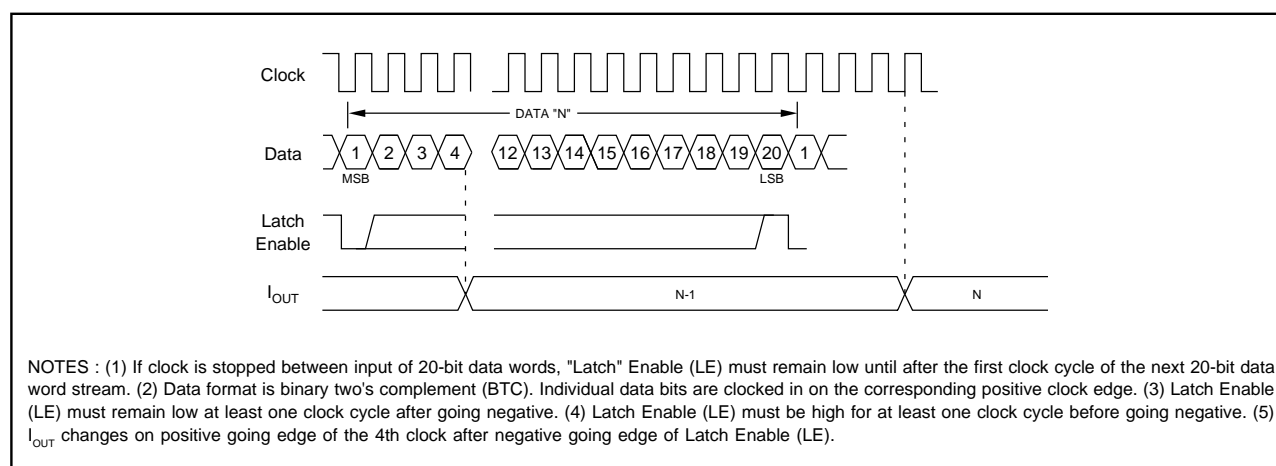 Clock
DATA "N"
Data
1 2 3 4 12 13 14 15 16 17 18 19 20 1
MSB LSB
Latch
Enable
I_OUT
N-1 N
NOTES : (1) If clock is stopped between input of 20-bit data words, "Latch" Enable (LE) must remain low until after the first clock cycle of the next 20-bit data
word stream. (2) Data format is binary two's complement (BTC). Individual data bits are clocked in on the corresponding positive clock edge. (3) Latch Enable
(LE) must remain low at least one clock cycle after going negative. (4) Latch Enable (LE) must be high for at least one clock cycle before going negative. (5)
I_OUT changes on positive going edge of the 4th clock after negative going edge of Latch Enable (LE).